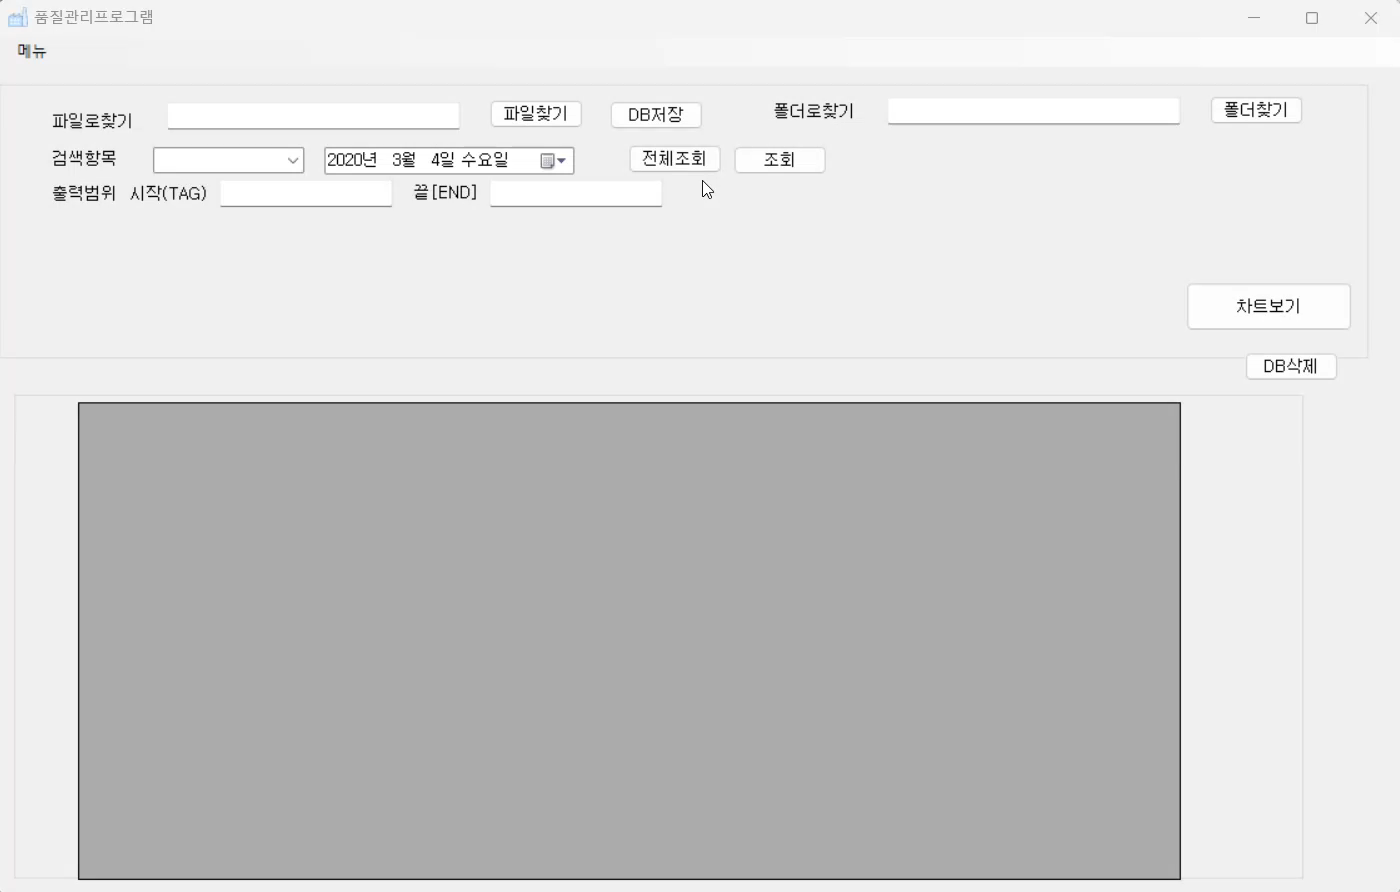 품질관리프로그램
메뉴
파일로찾기 파일찾기 DB저장 폴더로찾기 폴더찾기
검색항목 2020년 3월 4일 수요일 전체조회 조회
출력범위 시작(TAG) 끝[END]
차트보기
DB삭제